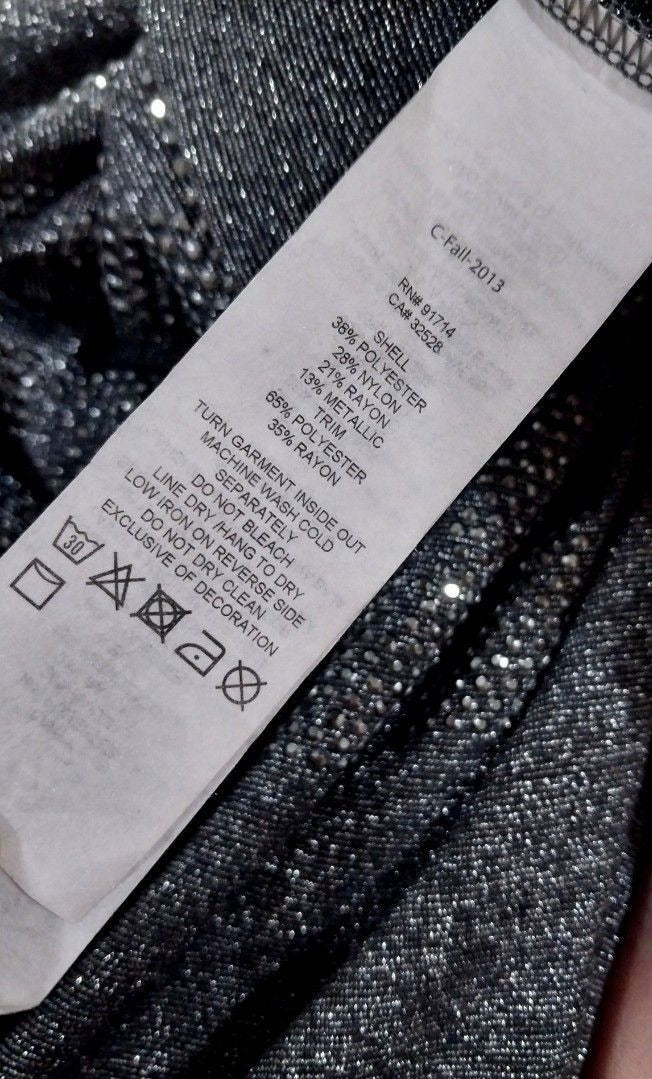 C-Fall-2013
RN# 91714
CA# 32528
SHELL
38% POLYESTER
28% NYLON
21% RAYON
13% METALLIC
TRIM
65% POLYESTER
35% RAYON
TURN GARMENT INSIDE OUT
MACHINE WASH COLD
SEPARATELY
DO NOT BLEACH
LINE DRY /HANG TO DRY
LOW IRON ON REVERSE SIDE
DO NOT DRY CLEAN
EXCLUSIVE OF DECORATION
30